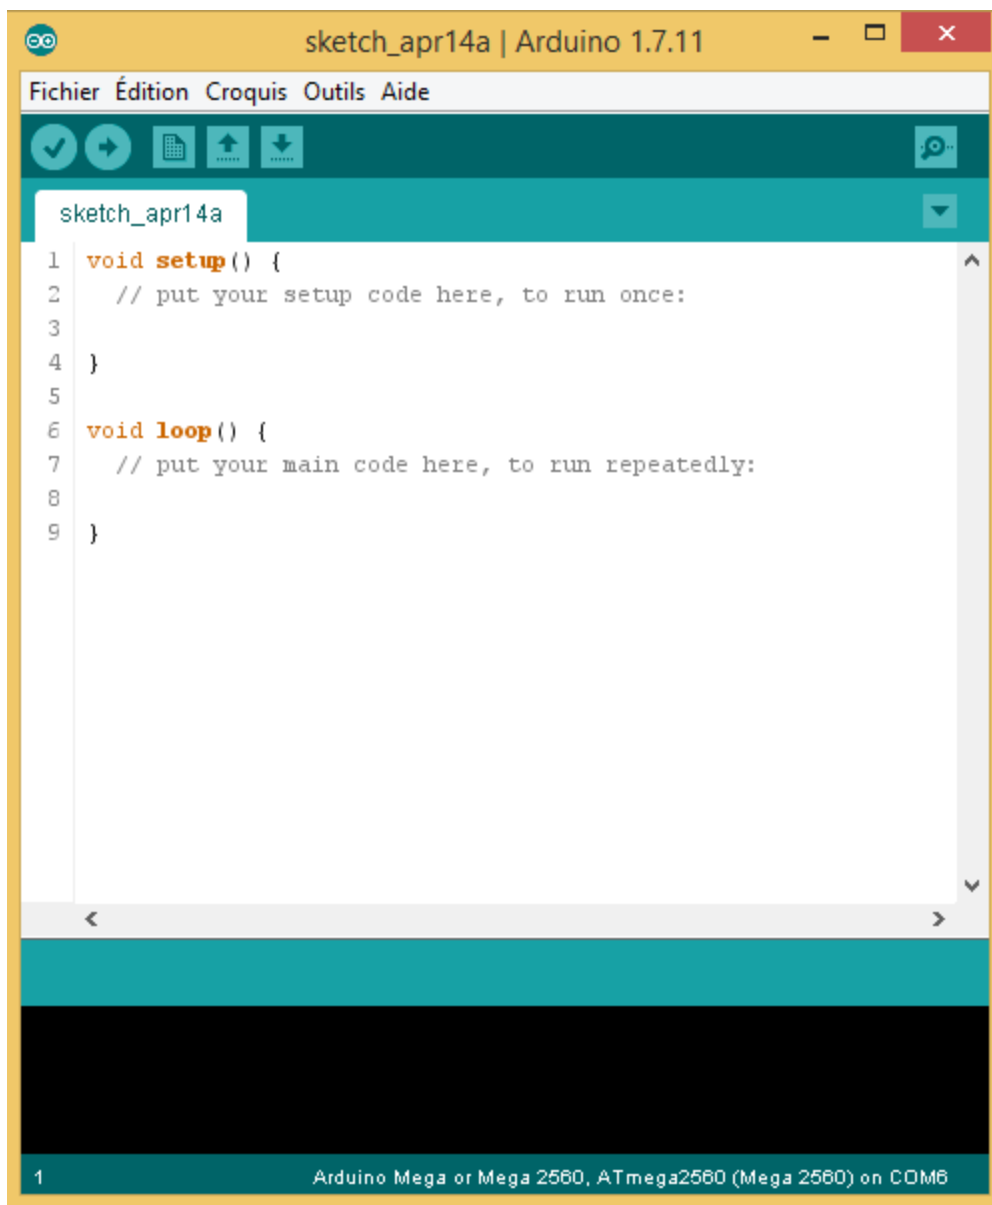 sketch_apr14a | Arduino 1.7.11
Fichier Édition Croquis Outils Aide
sketch_apr14a
1 void setup() {
2 // put your setup code here, to run once:
3
4 }
5
6 void loop() {
7 // put your main code here, to run repeatedly:
8
9 }
1 Arduino Mega or Mega 2560, ATmega2560 (Mega 2560) on COM6